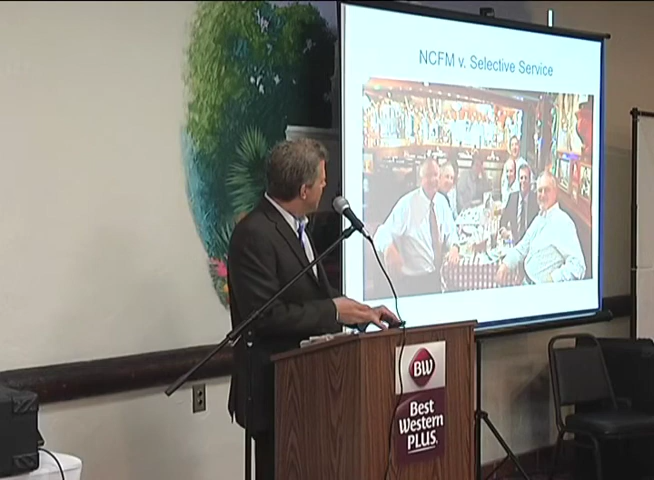 NCFM v. Selective Service
BW
Best
Western
PLUS.